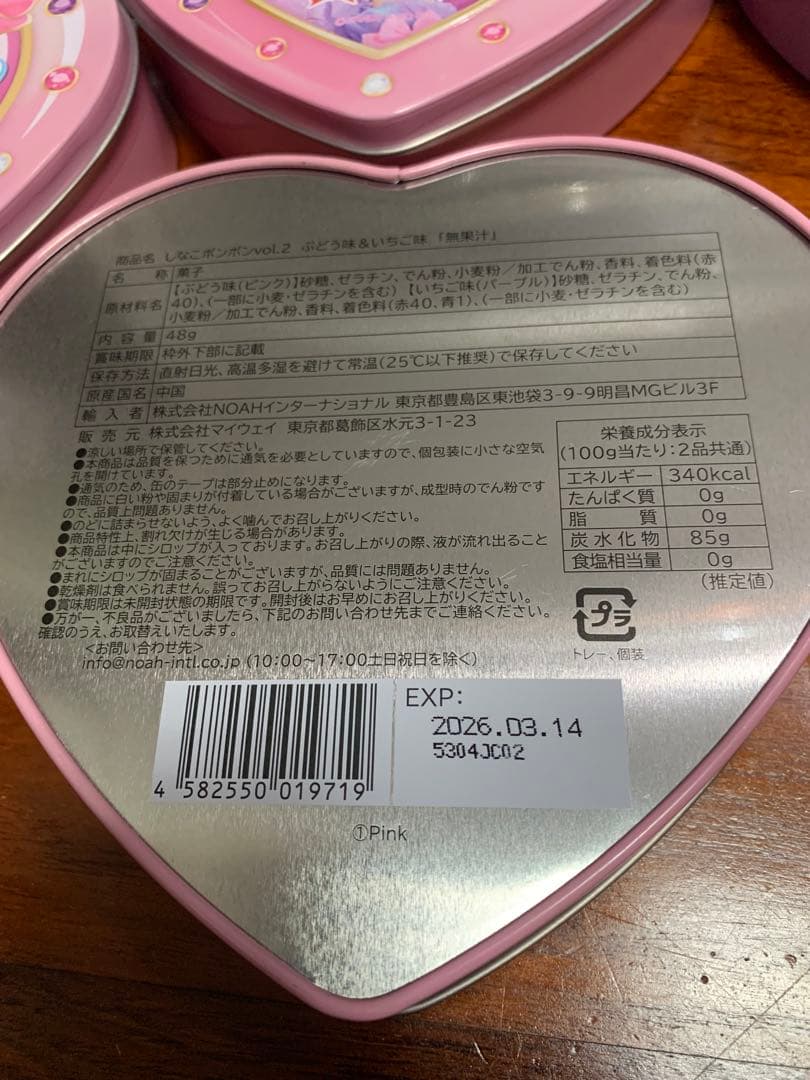 商品名 しなこボンボンvol.2 ぶどう味&いちご味 「無果汁」
名称 菓子
原材料名 【ぶどう味(ピンク)】砂糖、ゼラチン、でん粉、小麦粉/加工でん粉、香料、着色料(赤
40)、(一部に小麦・ゼラチンを含む) 【いちご味(パープル)】砂糖、ゼラチン、でん粉、
小麦粉/加工でん粉、香料、着色料(赤40、青1)、(一部に小麦・ゼラチンを含む)
内容量 48g
賞味期限 枠外下部に記載
保存方法 直射日光、高温多湿を避けて常温(25℃以下推奨)で保存してください
原産国名 中国
輸入者 株式会社NOAHインターナショナル 東京都豊島区東池袋3-9-9明昌MGビル3F
販売元 株式会社マイウェイ 東京都葛飾区水元3-1-23
●涼しい場所で保管してください。
●本商品は品質を保つために通気を必要としていますので、個包装に小さな空気
孔を開けています。
●通気のため、缶のテープは部分止めになります。
●商品に白い粉や固まりが付着している場合がございますが、成型時のでん粉です
ので、品質上問題ありません。
●のどに詰まらせないよう、よく噛んでお召し上がりください。
●商品特性上、割れ欠けが生じる場合があります。
●本商品は中にシロップが入っております。お召し上がりの際、液が流れ出ること
がございますのでご注意ください。
●まれにシロップが固まることがございますが、品質には問題ありません。
●乾燥剤は食べられません。誤ってお召し上がらないようにご注意ください。
●賞味期限は未開封状態の期限です。開封後はお早めにお召し上がりください。
●万が一、不良品がございましたら、下記のお問い合わせ先までご連絡ください。
確認のうえ、お取替えいたします。
<お問い合わせ先>
info@noah-intl.co.jp (10:00~17:00土日祝日を除く)
栄養成分表示
(100g当たり:2品共通)
エネルギー 340kcal
たんぱく質 0g
脂質 0g
炭水化物 85g
食塩相当量 0g
(推定値)
プラ
トレー、個装
4 582550 019719
EXP:
2026.03.14
5304JC02
①Pink